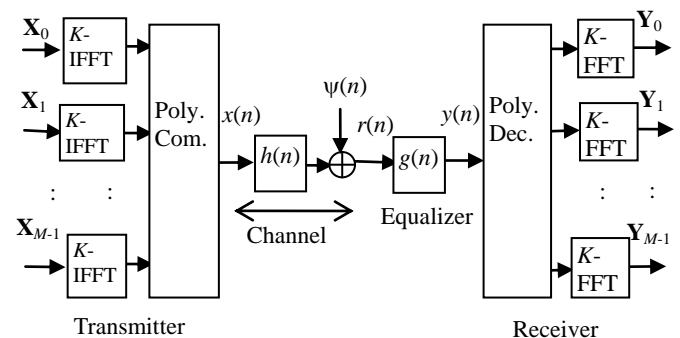 X0
K-
IFFT
X1
K-
IFFT
: :
XM-1
K-
IFFT
Poly.
Com.
x(n)
h(n)
ψ(n)
r(n)
g(n)
y(n)
Channel
Equalizer
Poly.
Dec.
K-
FFT
Y0
K-
FFT
Y1
: :
K-
FFT
YM-1
Transmitter
Receiver